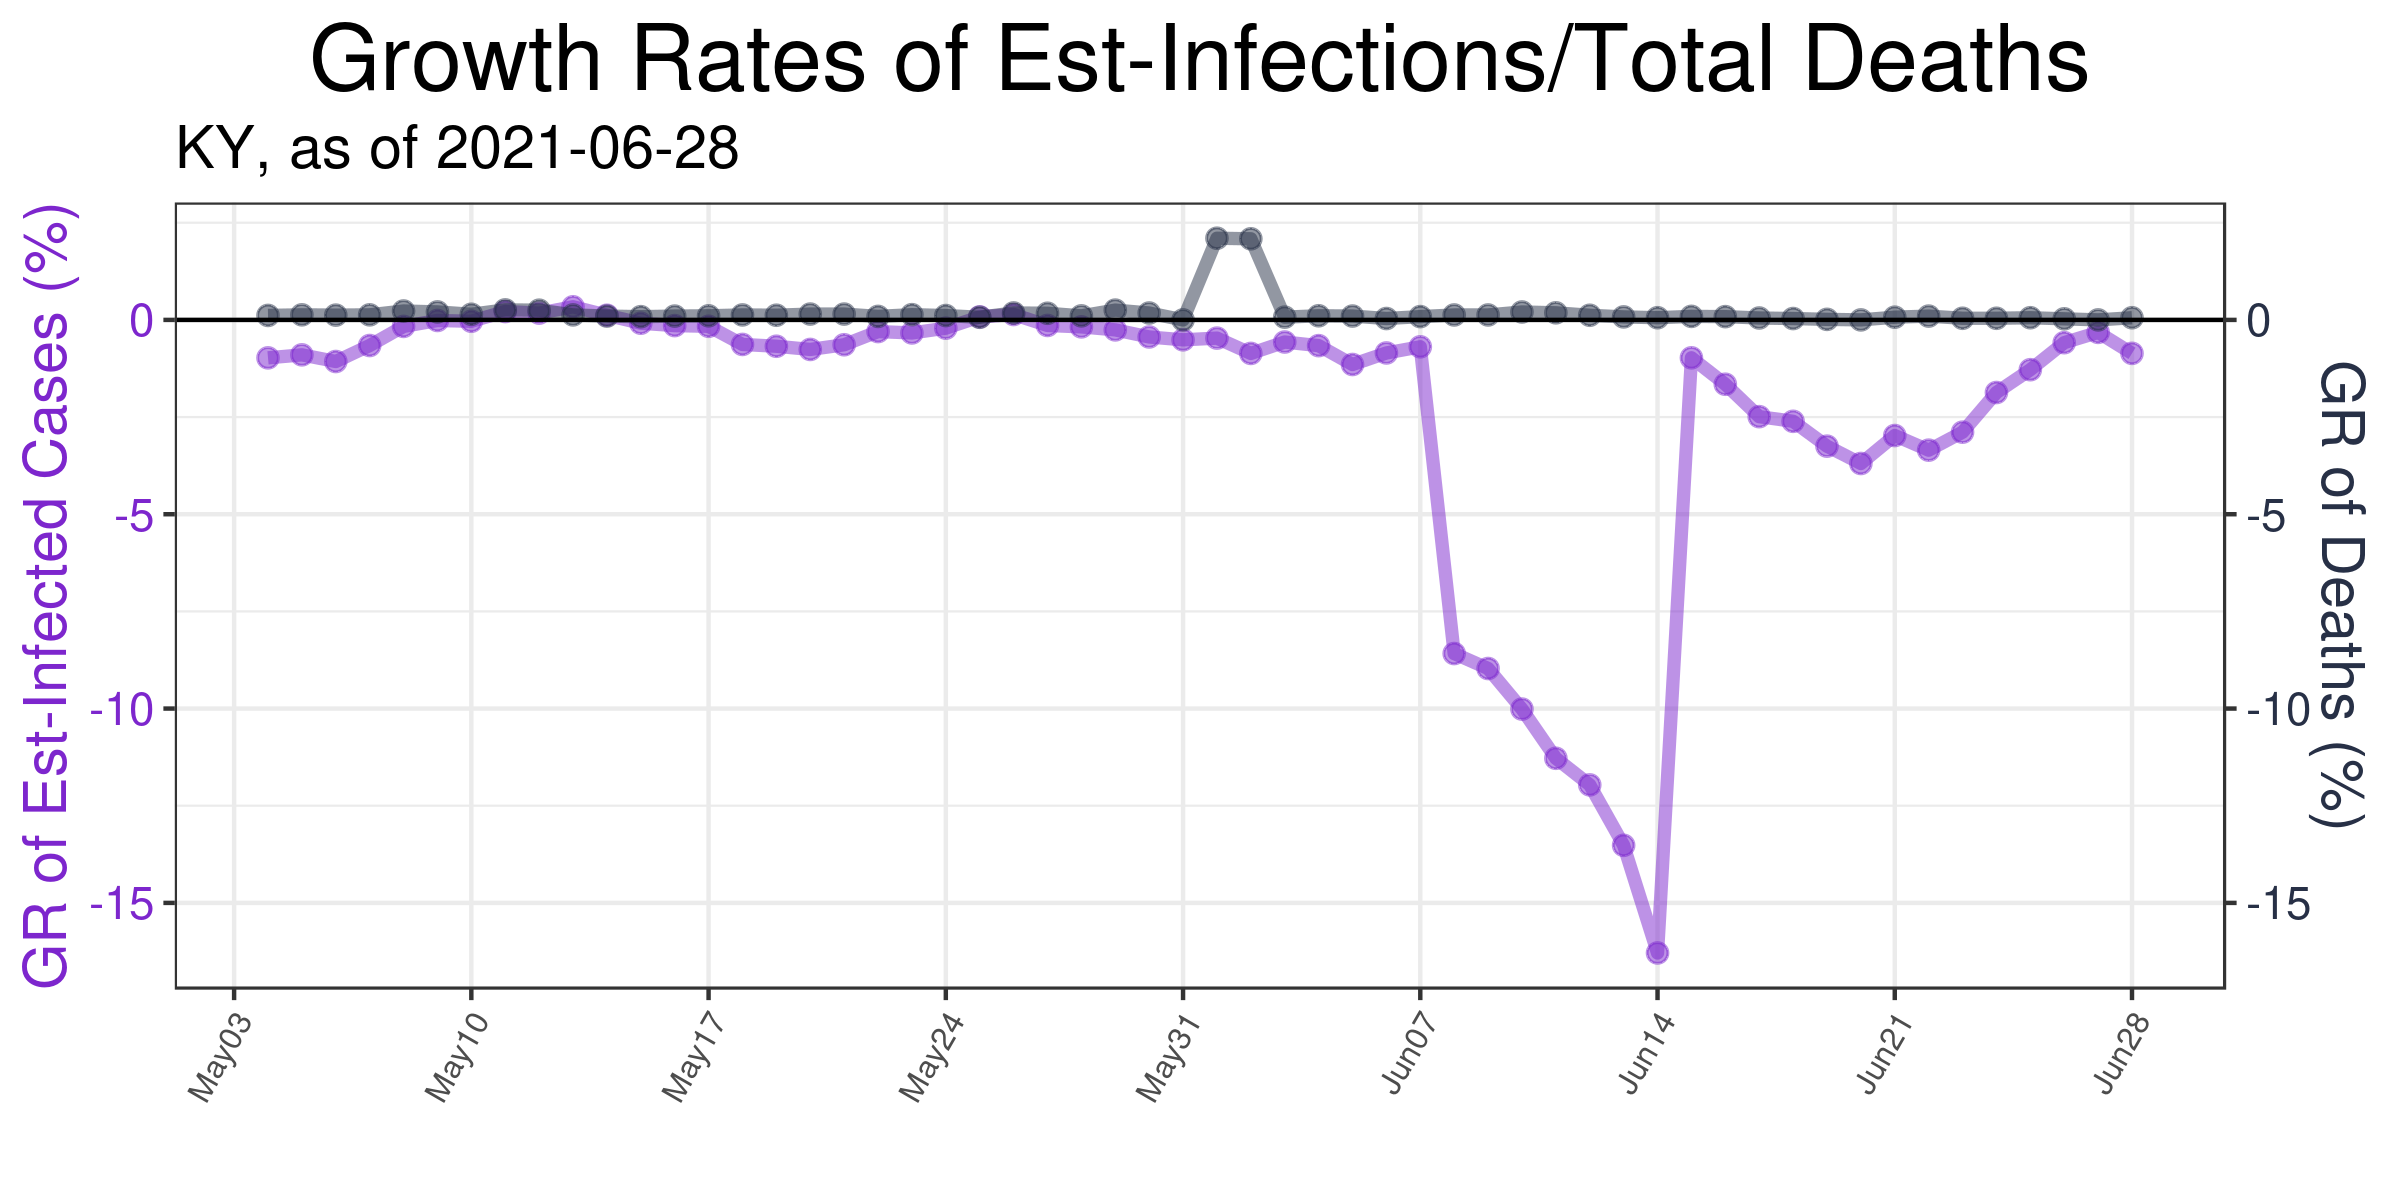 Growth Rates of Est-Infections/Total Deaths
KY, as of 2021-06-28
GR of Est-Infected Cases (%)
0
-5
-10
-15
0
-5
-10
-15
GR of Deaths (%)
May03
May10
May17
May24
May31
Jun07
Jun14
Jun21
Jun28